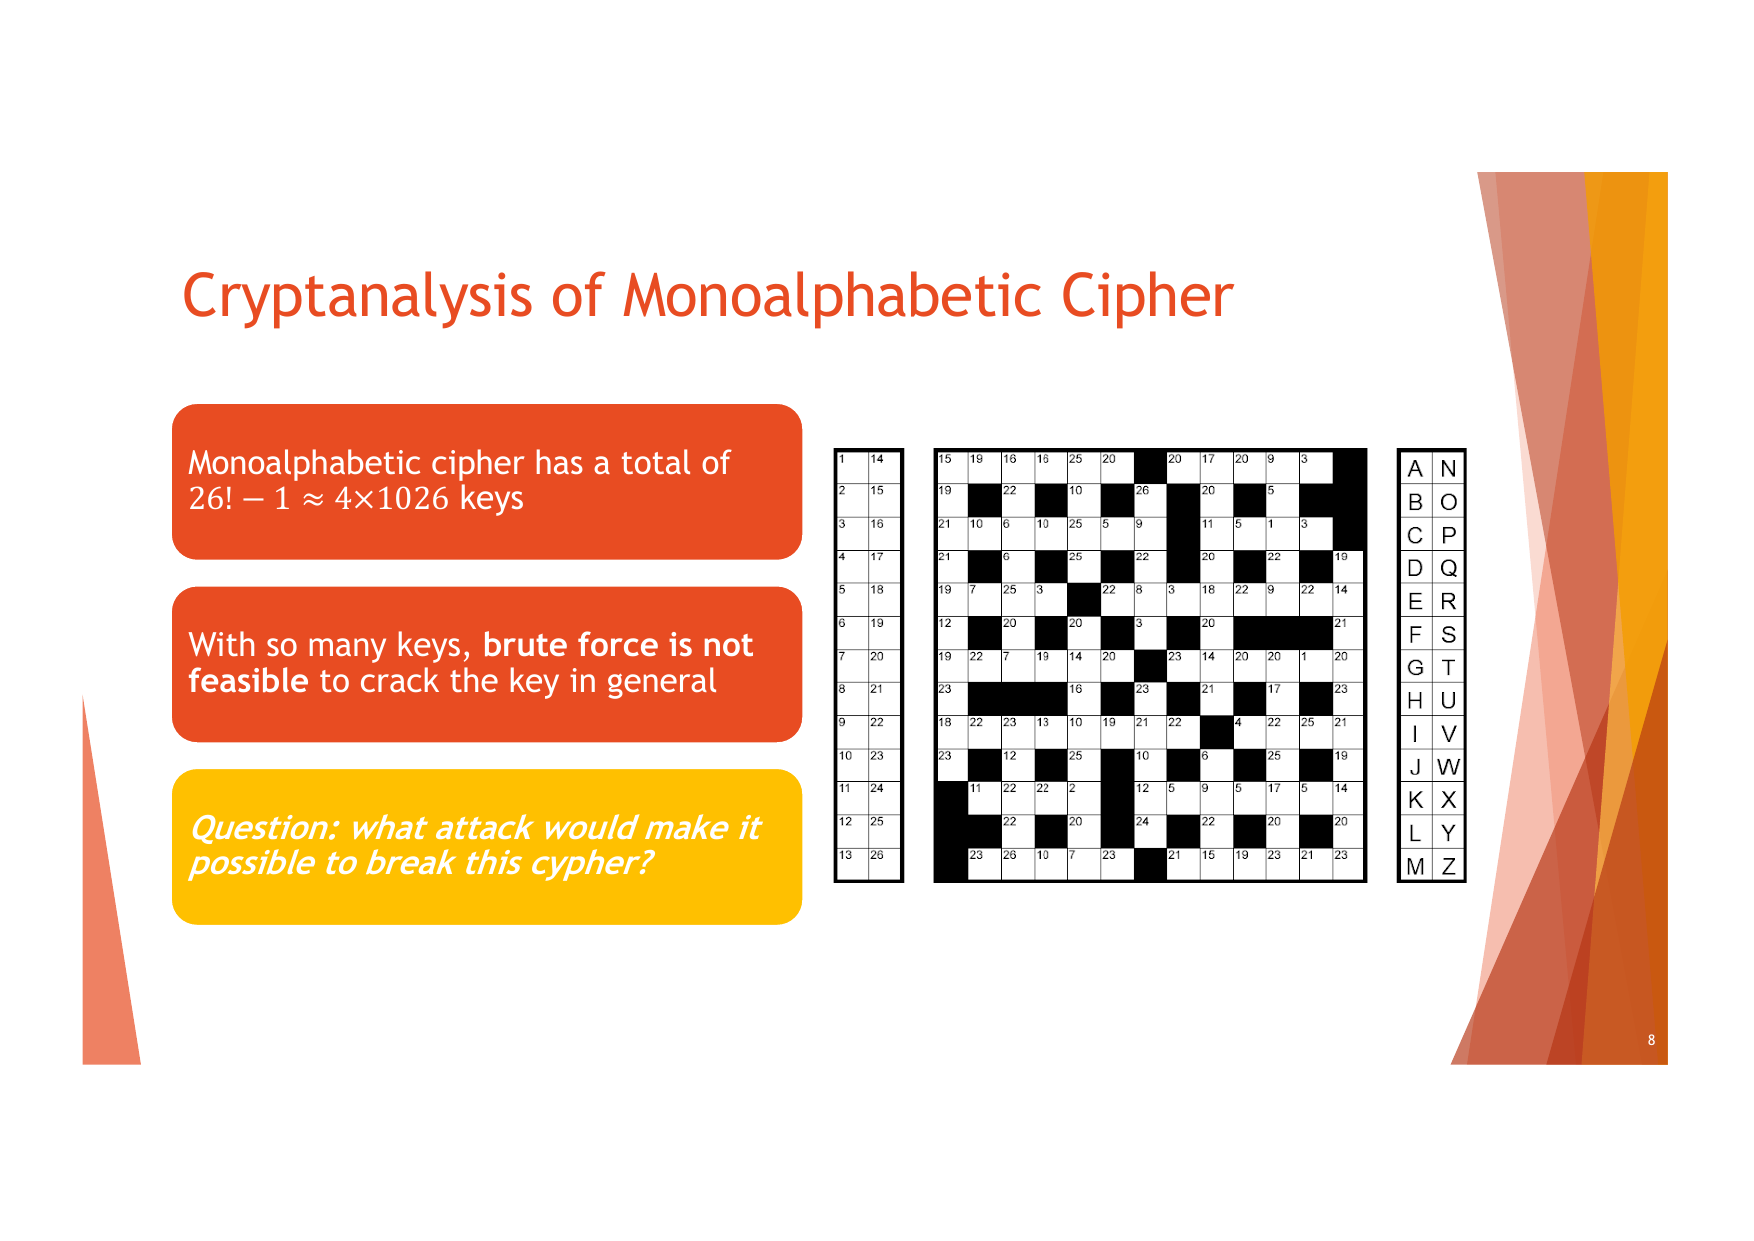 Cryptanalysis of Monoalphabetic Cipher
Monoalphabetic cipher has a total of
26! − 1 ≈ 4×1026 keys
With so many keys, brute force is not
feasible to crack the key in general
Question: what attack would make it
possible to break this cypher?
1 14
2 15
3 16
4 17
5 18
6 19
7 20
8 21
9 22
10 23
11 24
12 25
13 26
15 19 16 16 25 20 20 17 20 9 3
19 22 10 26 20 5
21 10 6 10 25 5 9 11 5 1 3
21 6 25 22 20 22 19
19 7 25 3 22 8 3 18 22 9 22 14
12 20 20 3 20 21
19 22 7 19 14 20 23 14 20 20 1 20
23 16 23 21 17 23
18 22 23 13 10 19 21 22 4 22 25 21
23 12 25 10 6 25 19
11 22 22 2 12 5 9 5 17 5 14
22 20 24 22 20 20
23 26 10 7 23 21 15 19 23 21 23
A N
B O
C P
D Q
E R
F S
G T
H U
I V
J W
K X
L Y
M Z
8